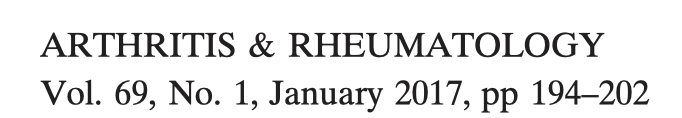 ARTHRITIS & RHEUMATOLOGY
Vol. 69, No. 1, January 2017, pp 194–202